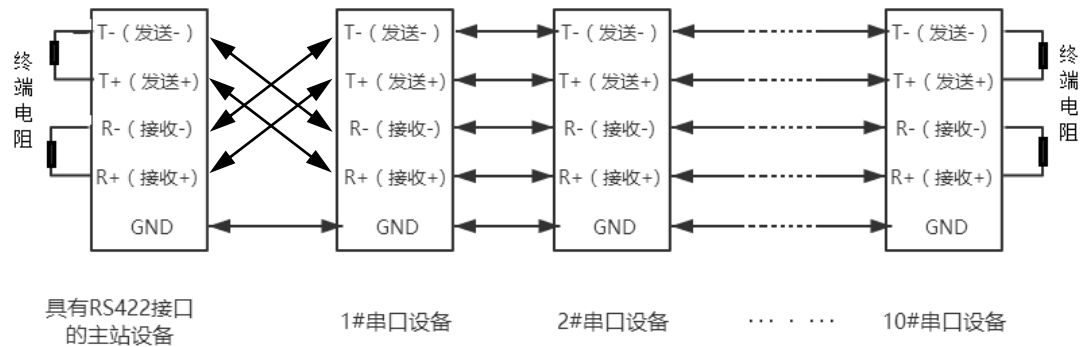 终端电阻
T-（发送-）
T+（发送+）
R-（接收-）
R+（接收+）
GND
T-（发送-）
T+（发送+）
R-（接收-）
R+（接收+）
GND
T-（发送-）
T+（发送+）
R-（接收-）
R+（接收+）
GND
T-（发送-）
T+（发送+）
R-（接收-）
R+（接收+）
GND
终端电阻
具有RS422接口
的主站设备
1#串口设备
2#串口设备
··· · ···
10#串口设备